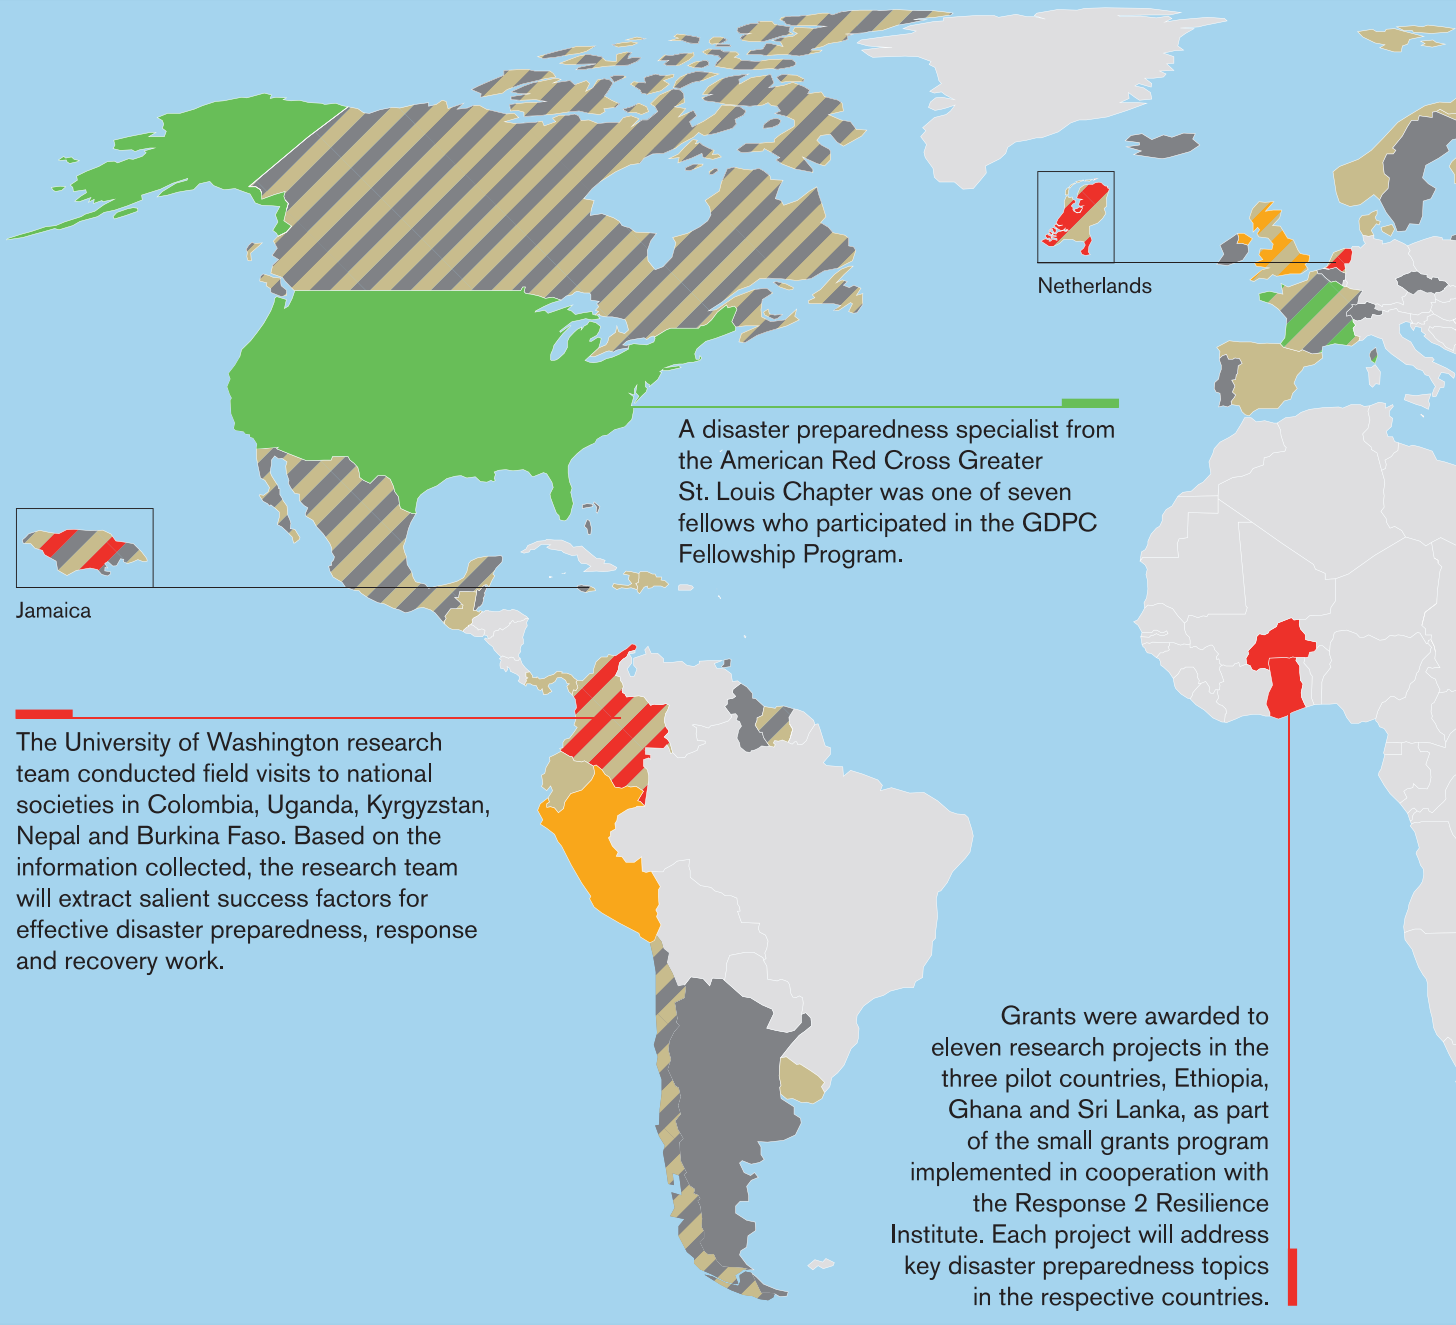 Netherlands
A disaster preparedness specialist from
the American Red Cross Greater
St. Louis Chapter was one of seven
fellows who participated in the GDPC
Fellowship Program.
Jamaica
The University of Washington research
team conducted field visits to national
societies in Colombia, Uganda, Kyrgyzstan,
Nepal and Burkina Faso. Based on the
information collected, the research team
will extract salient success factors for
effective disaster preparedness, response
and recovery work.
Grants were awarded to
eleven research projects in the
three pilot countries, Ethiopia,
Ghana and Sri Lanka, as part
of the small grants program
implemented in cooperation with
the Response 2 Resilience
Institute. Each project will address
key disaster preparedness topics
in the respective countries.